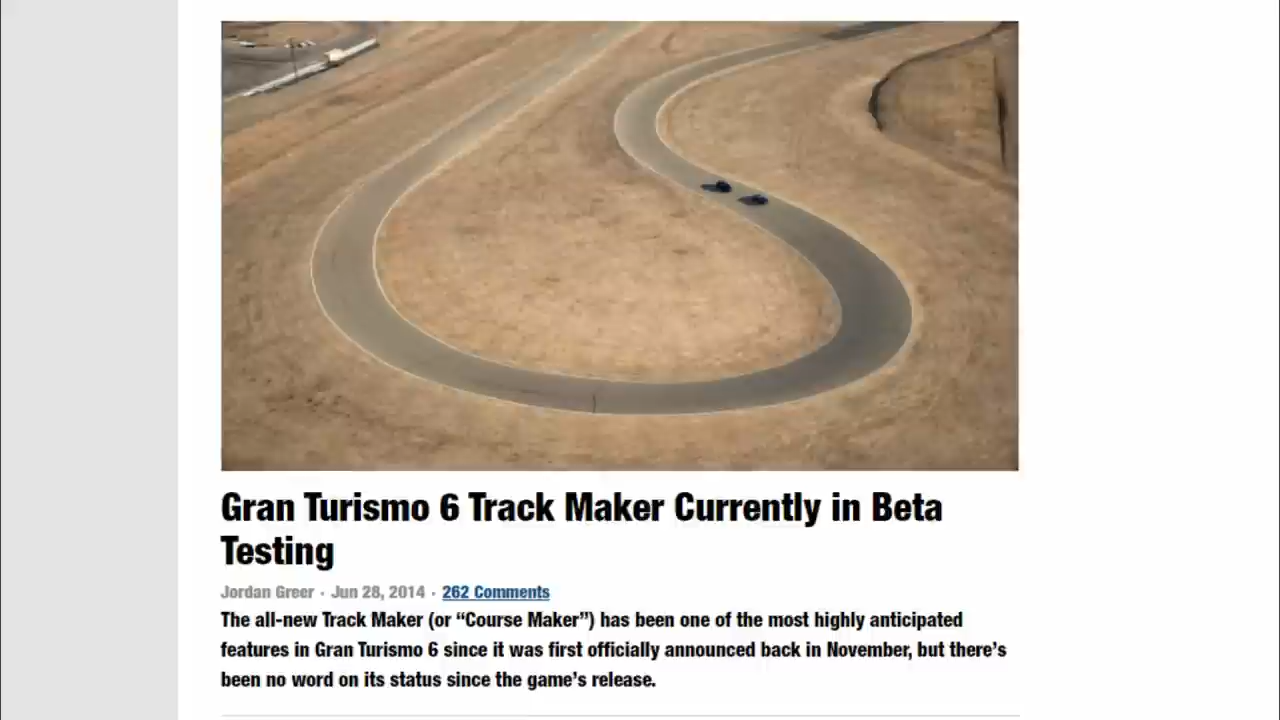 Gran Turismo 6 Track Maker Currently in Beta
Testing
Jordan Greer · Jun 28, 2014 · 262 Comments
The all-new Track Maker (or “Course Maker”) has been one of the most highly anticipated
features in Gran Turismo 6 since it was first officially announced back in November, but there’s
been no word on its status since the game’s release.